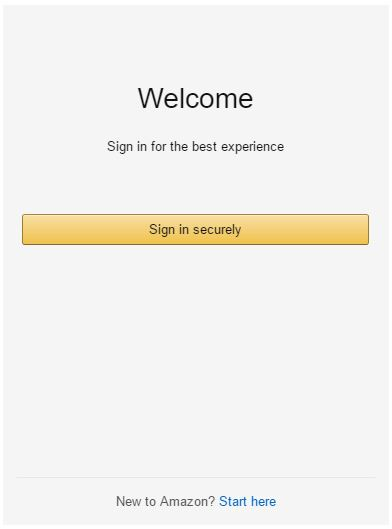 Welcome
Sign in for the best experience
Sign in securely
New to Amazon? Start here